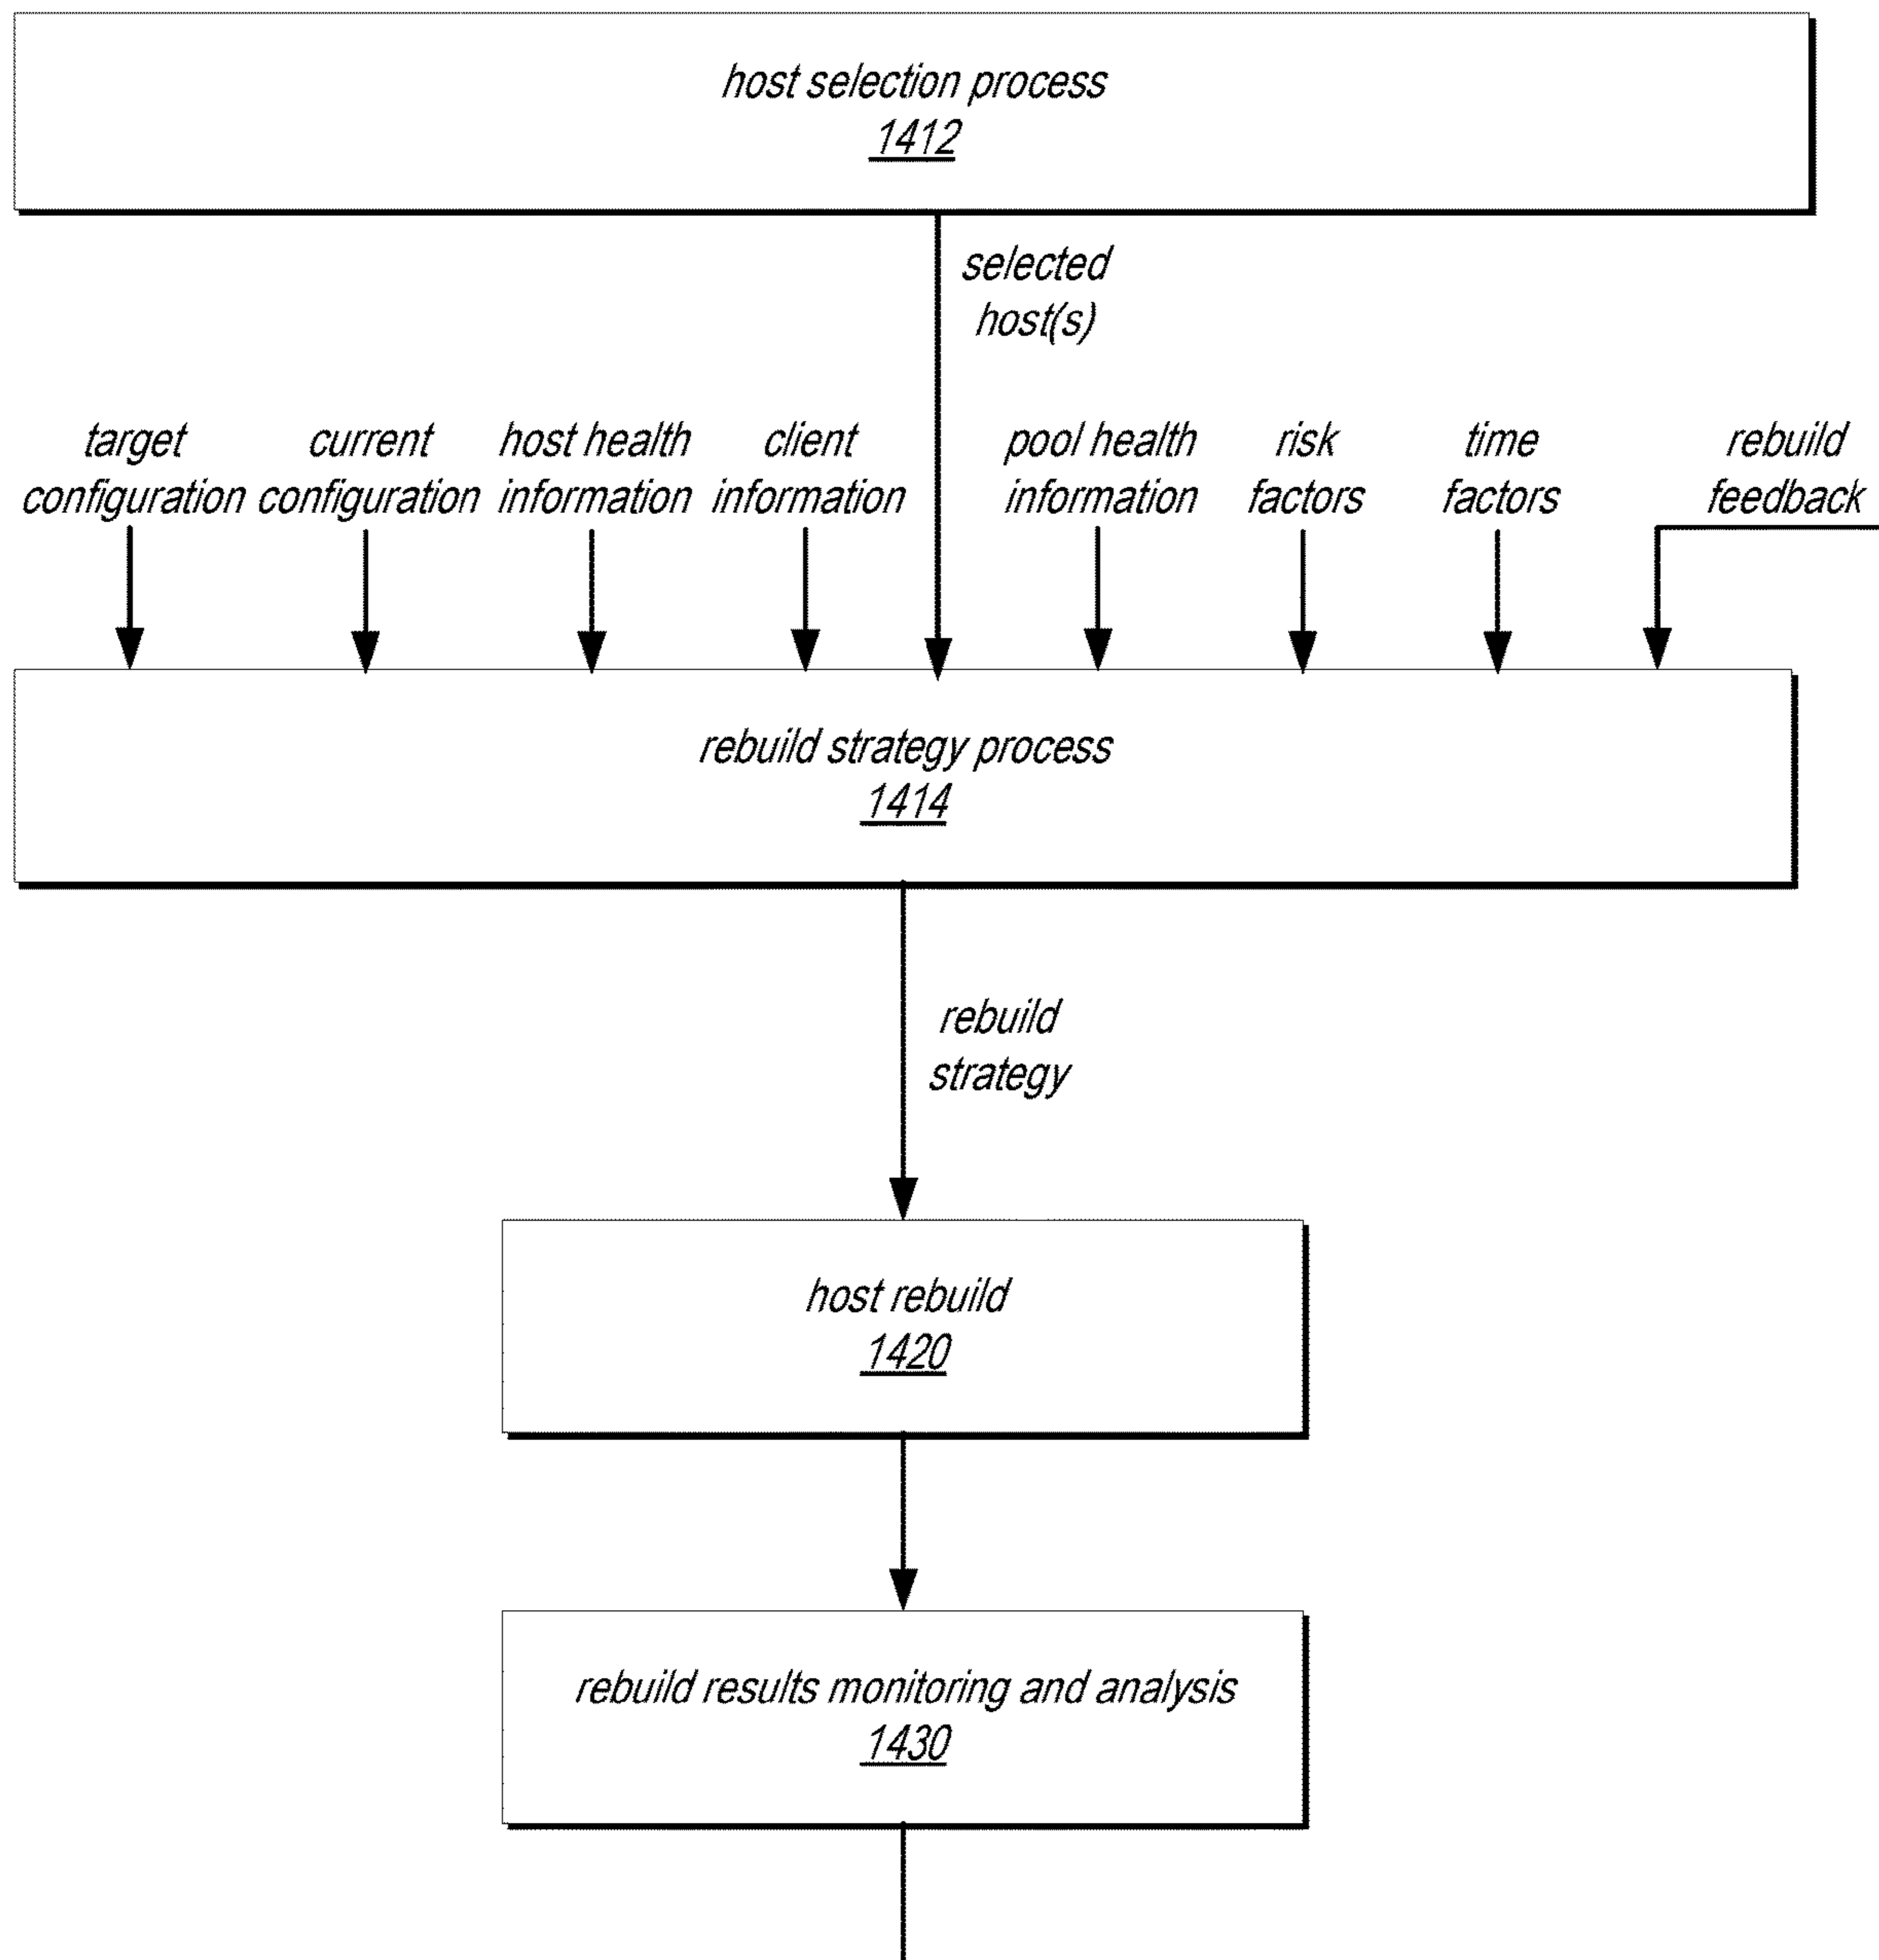 host selection process
1412
selected
host(s)
target
configuration
current
configuration
host health
information
client
information
pool health
information
risk
factors
time
factors
rebuild
feedback
rebuild strategy process
1414
rebuild
strategy
host rebuild
1420
rebuild results monitoring and analysis
1430